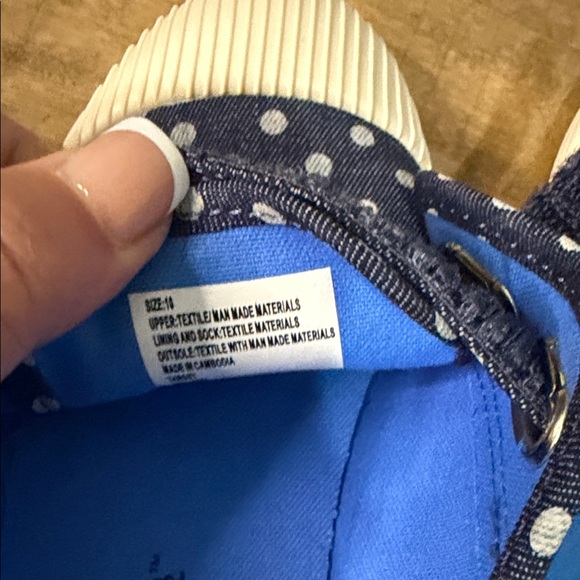 SIZE:10
UPPER:TEXTILE/ MAN MADE MATERIALS
LINING AND SOCK:TEXTILE MATERIALS
OUTSOLE:TEXTILE WITH MAN MADE MATERIALS
MADE IN CAMBODIA